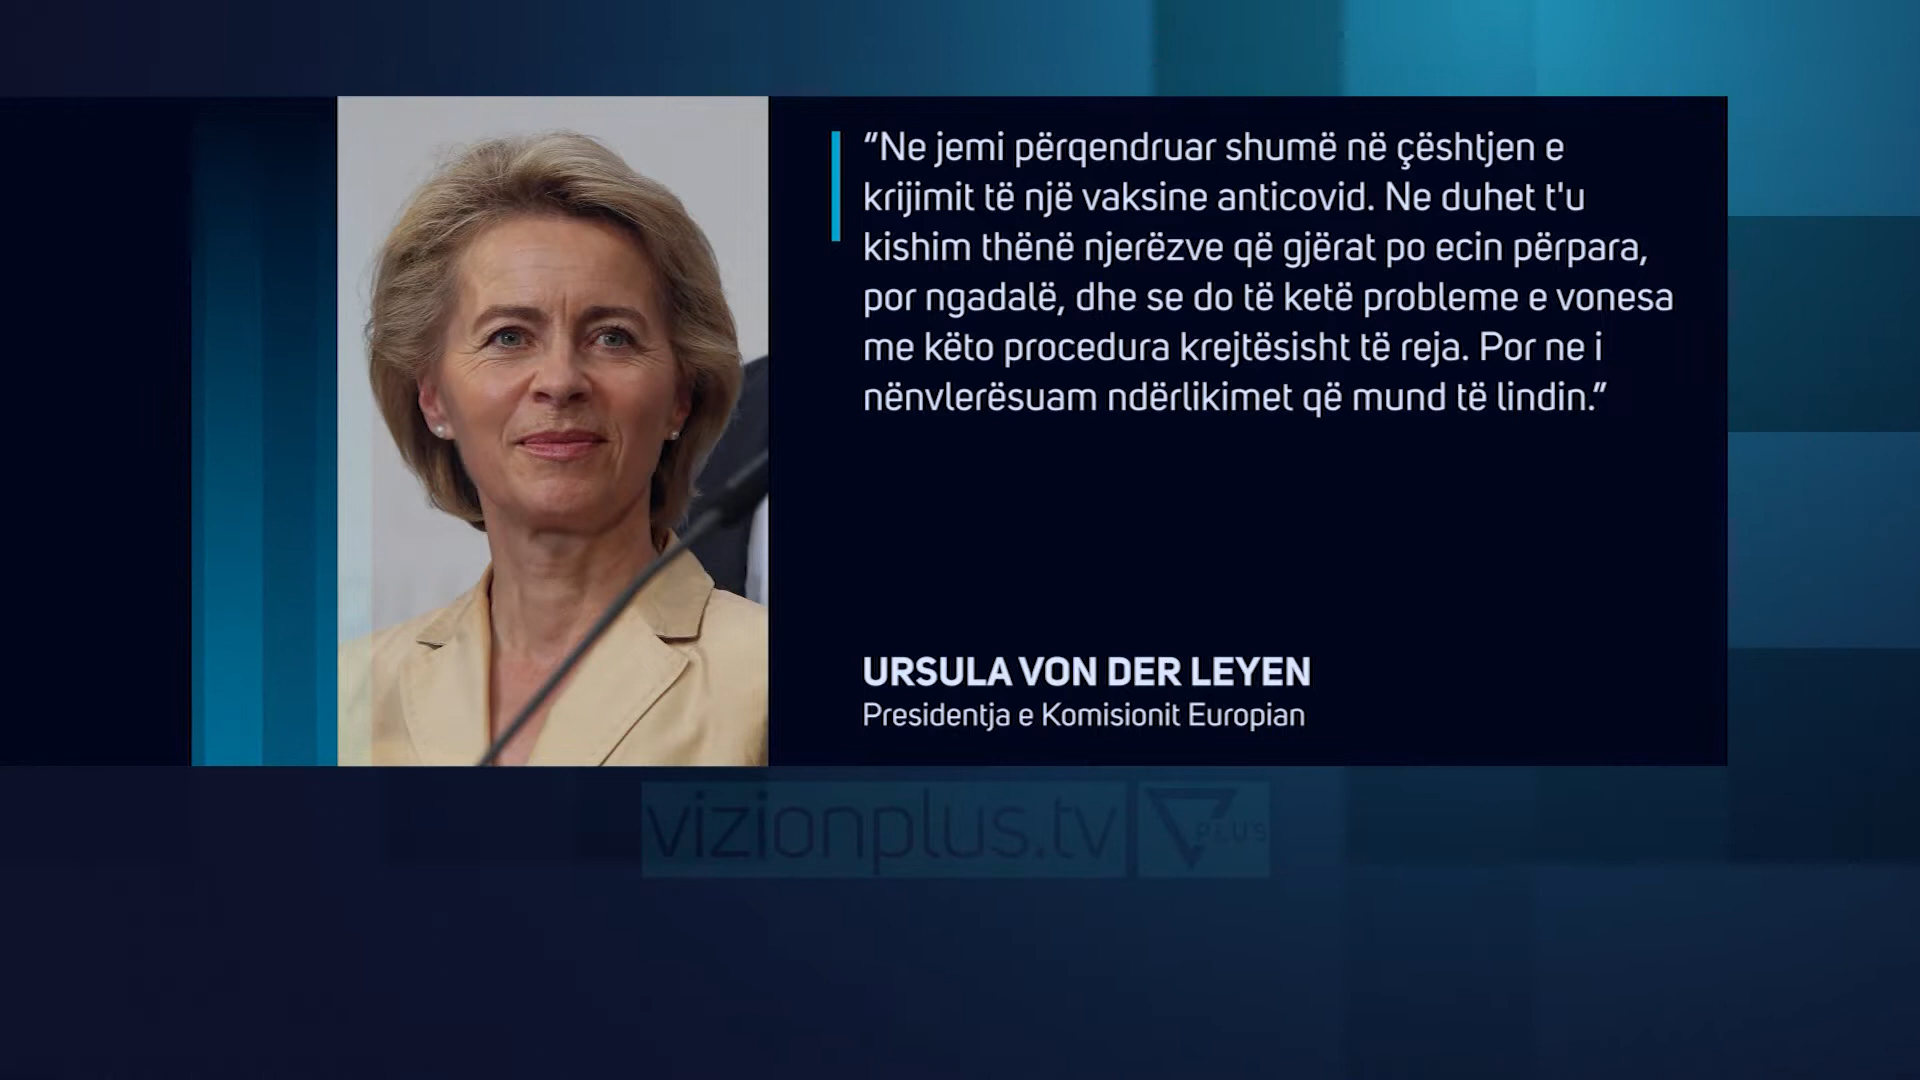 “Ne jemi përqendruar shumë në çështjen e
krijimit të një vaksine anticovid. Ne duhet t'u
kishim thënë njerëzve që gjërat po ecin përpara,
por ngadalë, dhe se do të ketë probleme e vonesa
me këto procedura krejtësisht të reja. Por ne i
nënvlerësuam ndërlikimet që mund të lindin.”
URSULA VON DER LEYEN
Presidentja e Komisionit Europian
vizionplus.tv
PLUS